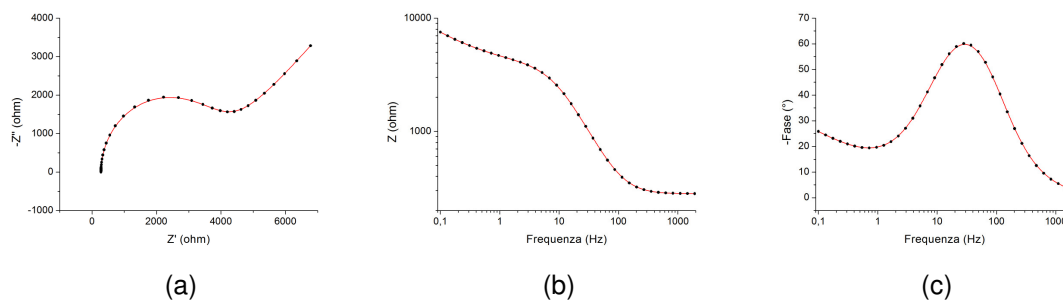 4000
3000
2000
1000
0
-1000
-Z'' (ohm)
0 2000 4000 6000
Z' (ohm)
(a)
10000
1000
Z (ohm)
0,1 1 10 100 1000
Frequenza (Hz)
(b)
70
60
50
40
30
20
10
0
-Fase (°)
0,1 1 10 100 1000
Frequenza (Hz)
(c)